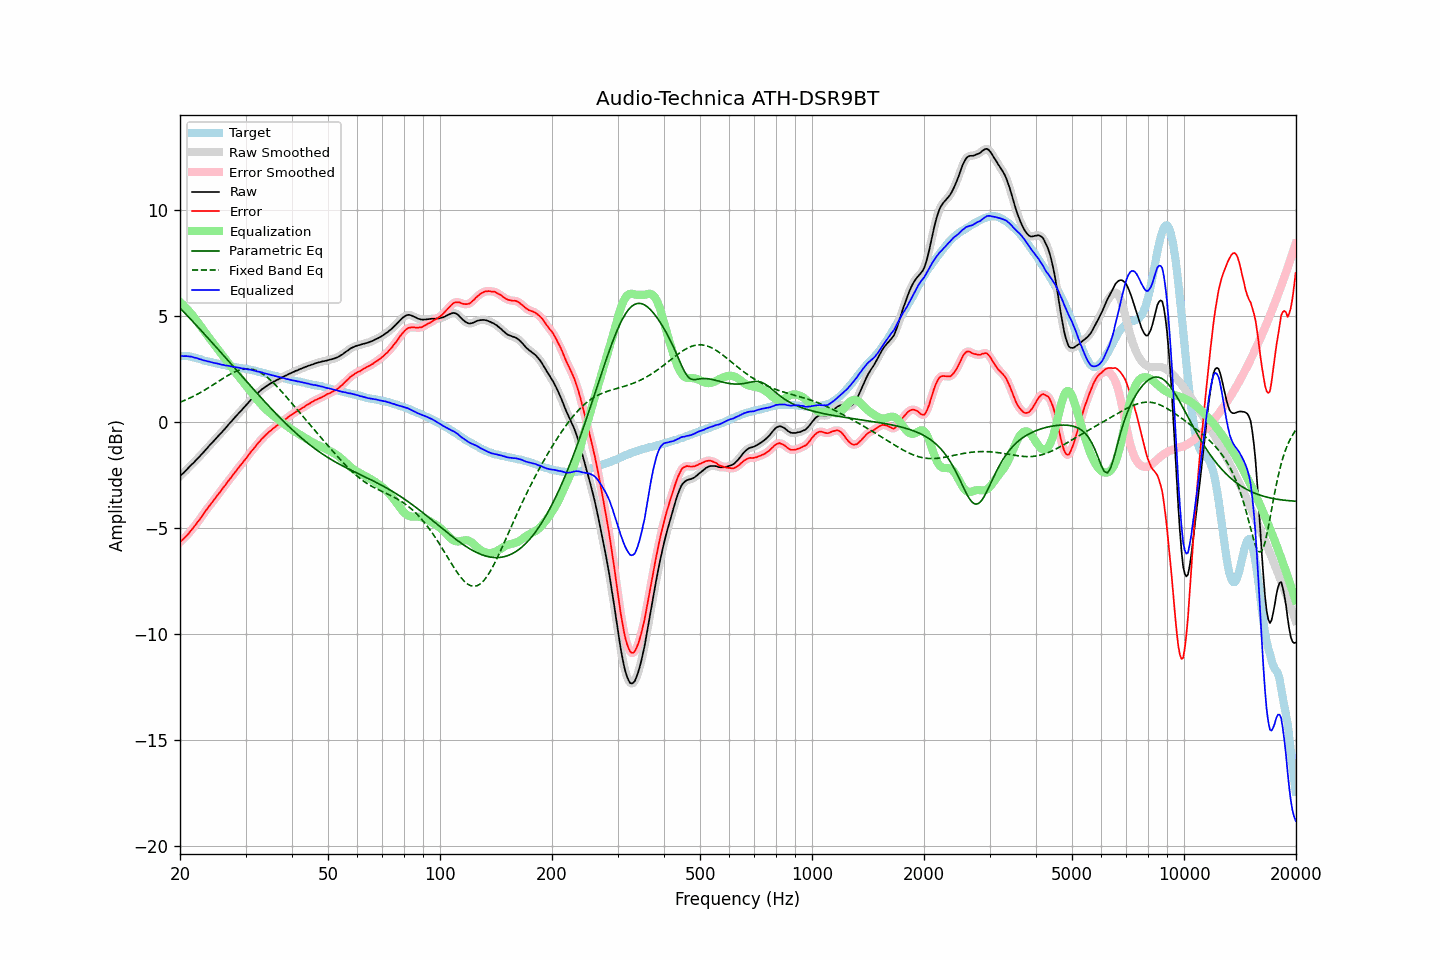 Audio-Technica ATH-DSR9BT
Target
Raw Smoothed
Error Smoothed
Raw
Error
Equalization
Parametric Eq
Fixed Band Eq
Equalized
Amplitude (dBr)
10
5
0
−5
−10
−15
−20
20 50 100 200 500 1000 2000 5000 10000 20000
Frequency (Hz)